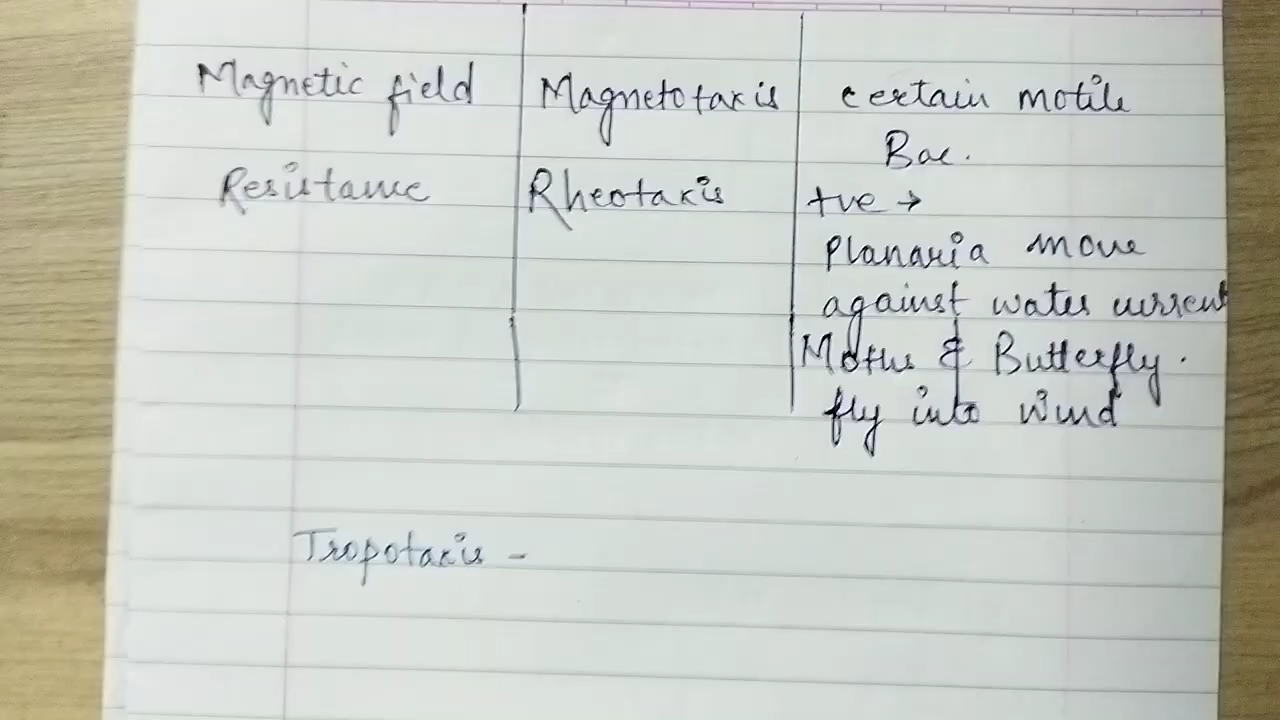 Magnetic field Magnetotaxis certain motile
Bac.
Resistance Rheotaxis +ve →
Planaria move
against water current
Moths & Butterfly.
fly into wind
Tropotaxis -